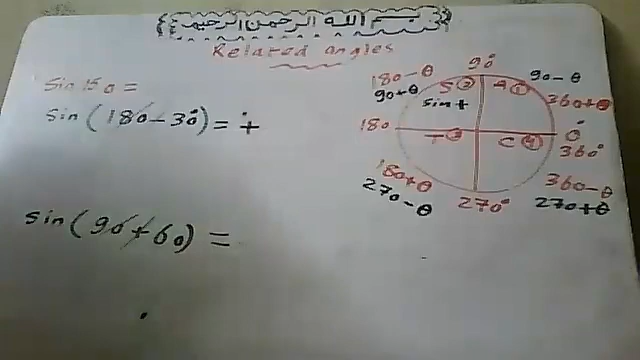 بسم الله الرحمن الرحيم
Related angles
Sin 150 =
sin (180 - 30°) = +
sin (90 + 60) =
90°
180 - θ
90 - θ
90 + θ
S ②
A ①
360 + θ
sin +
180
0°
T ③
C ④
360°
180 + θ
360 - θ
270 - θ
270°
270 + θ